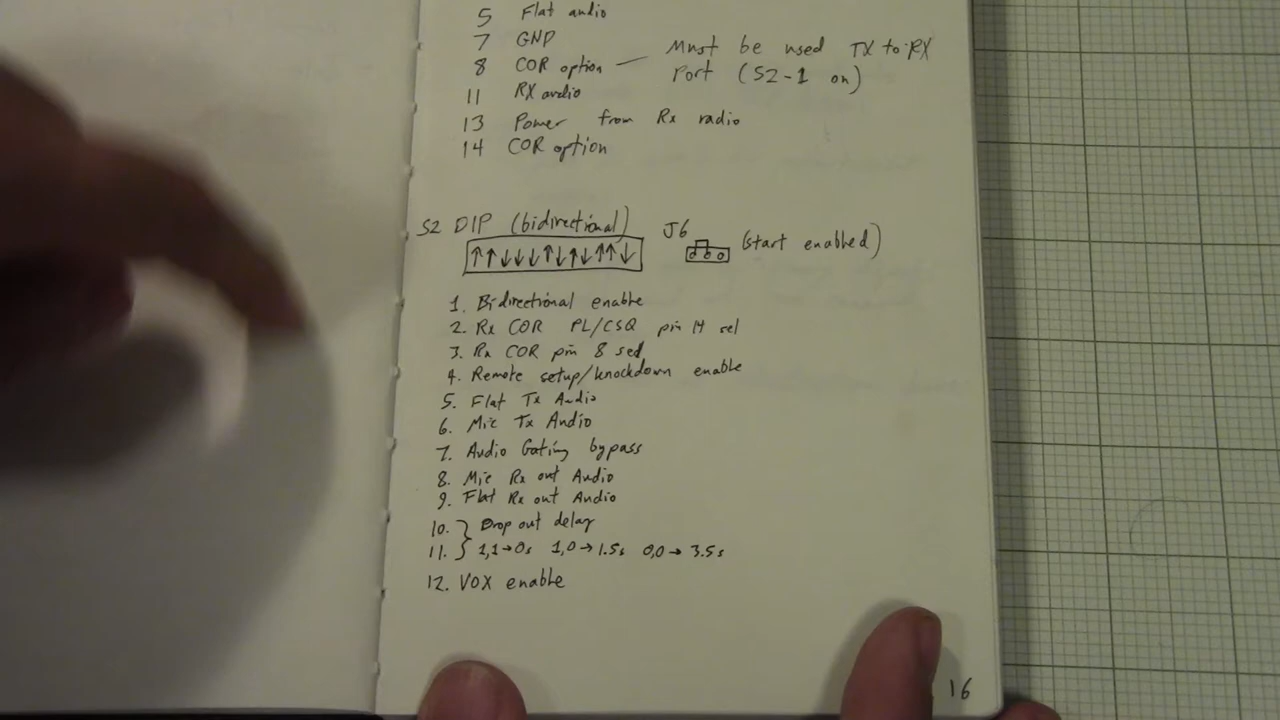 5 Flat audio
7 GND
8 COR option — Must be used TX to RX
Port (S2-1 on)
11 RX audio
13 Power from Rx radio
14 COR option
S2 DIP (bidirectional)
↑↑↓↓↓↑↓↑↓↑↑↓
J6
(start enabled)
1. Bidirectional enable
2. Rx COR PL/CSQ pin 14 sel
3. Rx COR pin 8 sel
4. Remote setup/knockdown enable
5. Flat Tx Audio
6. Mic Tx Audio
7. Audio Gating bypass
8. Mic Rx out Audio
9. Flat Rx out Audio
10. } Drop out delay
11. } 1,1→0s 1,0→1.5s 0,0→3.5s
12. VOX enable
16